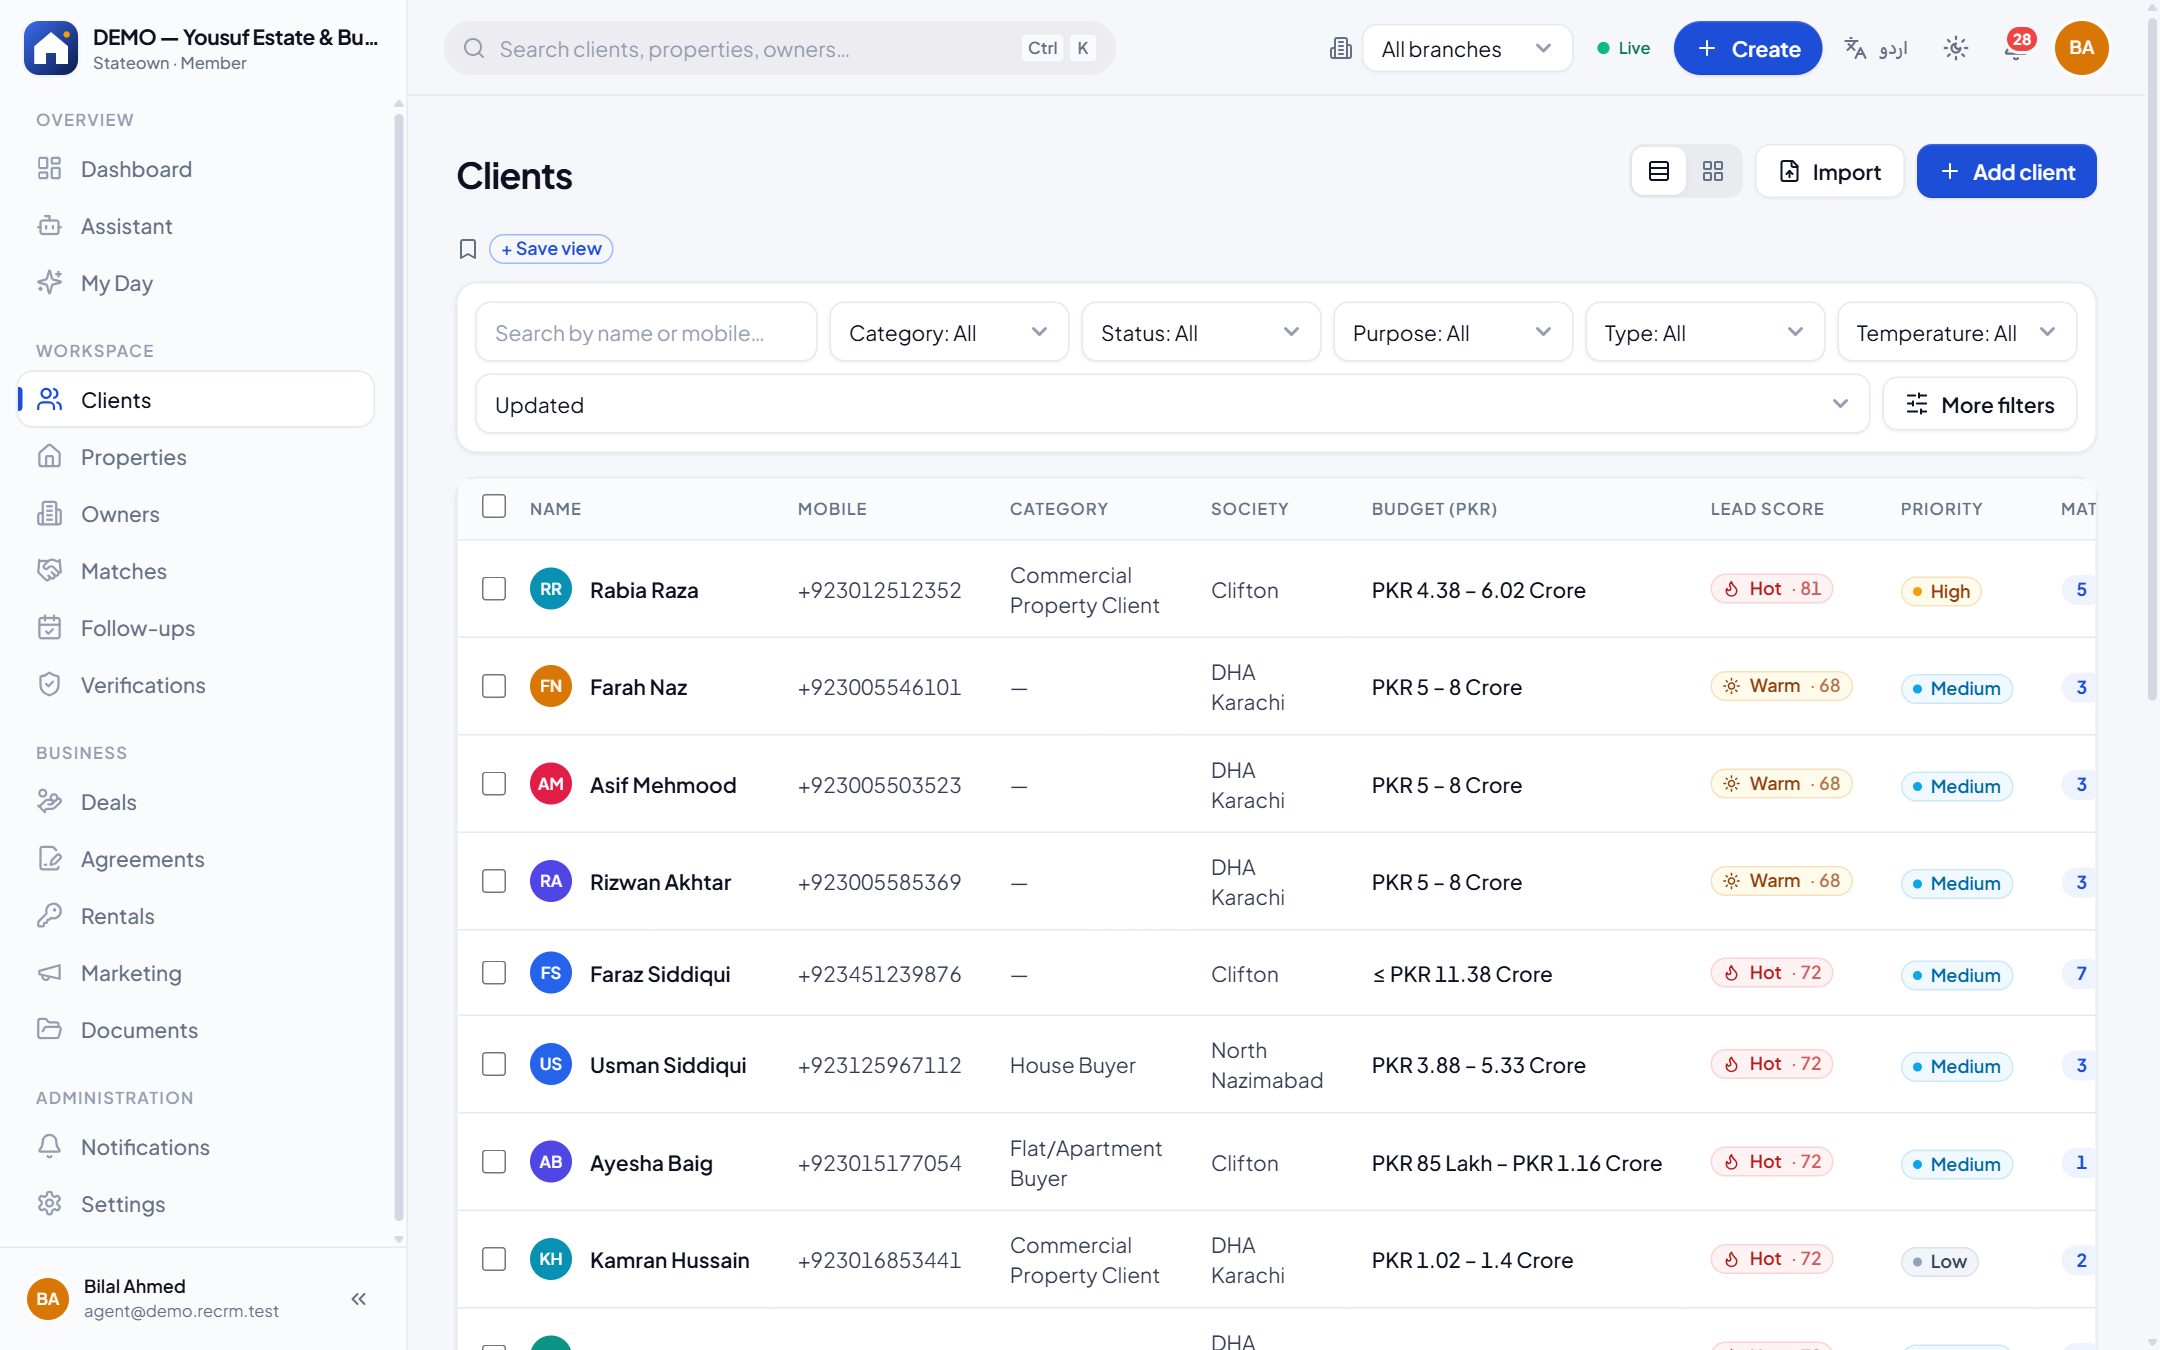 DEMO — Yousuf Estate & Bu...
Stateown · Member
OVERVIEW
Dashboard
Assistant
My Day
WORKSPACE
Clients
Properties
Owners
Matches
Follow-ups
Verifications
BUSINESS
Deals
Agreements
Rentals
Marketing
Documents
ADMINISTRATION
Notifications
Settings
BA
Bilal Ahmed
agent@demo.recrm.test
Search clients, properties, owners...
Ctrl K
All branches
Live
+ Create
اردو
28
BA
Clients
Import
+ Add client
+ Save view
Search by name or mobile...
Category: All
Status: All
Purpose: All
Type: All
Temperature: All
Updated
More filters
NAME MOBILE CATEGORY SOCIETY BUDGET (PKR) LEAD SCORE PRIORITY MAT
RR Rabia Raza +923012512352 Commercial Property Client Clifton PKR 4.38 – 6.02 Crore Hot · 81 High 5
FN Farah Naz +923005546101 — DHA Karachi PKR 5 – 8 Crore Warm · 68 Medium 3
AM Asif Mehmood +923005503523 — DHA Karachi PKR 5 – 8 Crore Warm · 68 Medium 3
RA Rizwan Akhtar +923005585369 — DHA Karachi PKR 5 – 8 Crore Warm · 68 Medium 3
FS Faraz Siddiqui +923451239876 — Clifton ≤ PKR 11.38 Crore Hot · 72 Medium 7
US Usman Siddiqui +923125967112 House Buyer North Nazimabad PKR 3.88 – 5.33 Crore Hot · 72 Medium 3
AB Ayesha Baig +923015177054 Flat/Apartment Buyer Clifton PKR 85 Lakh – PKR 1.16 Crore Hot · 72 Medium 1
KH Kamran Hussain +923016853441 Commercial Property Client DHA Karachi PKR 1.02 – 1.4 Crore Hot · 72 Low 2
DHA